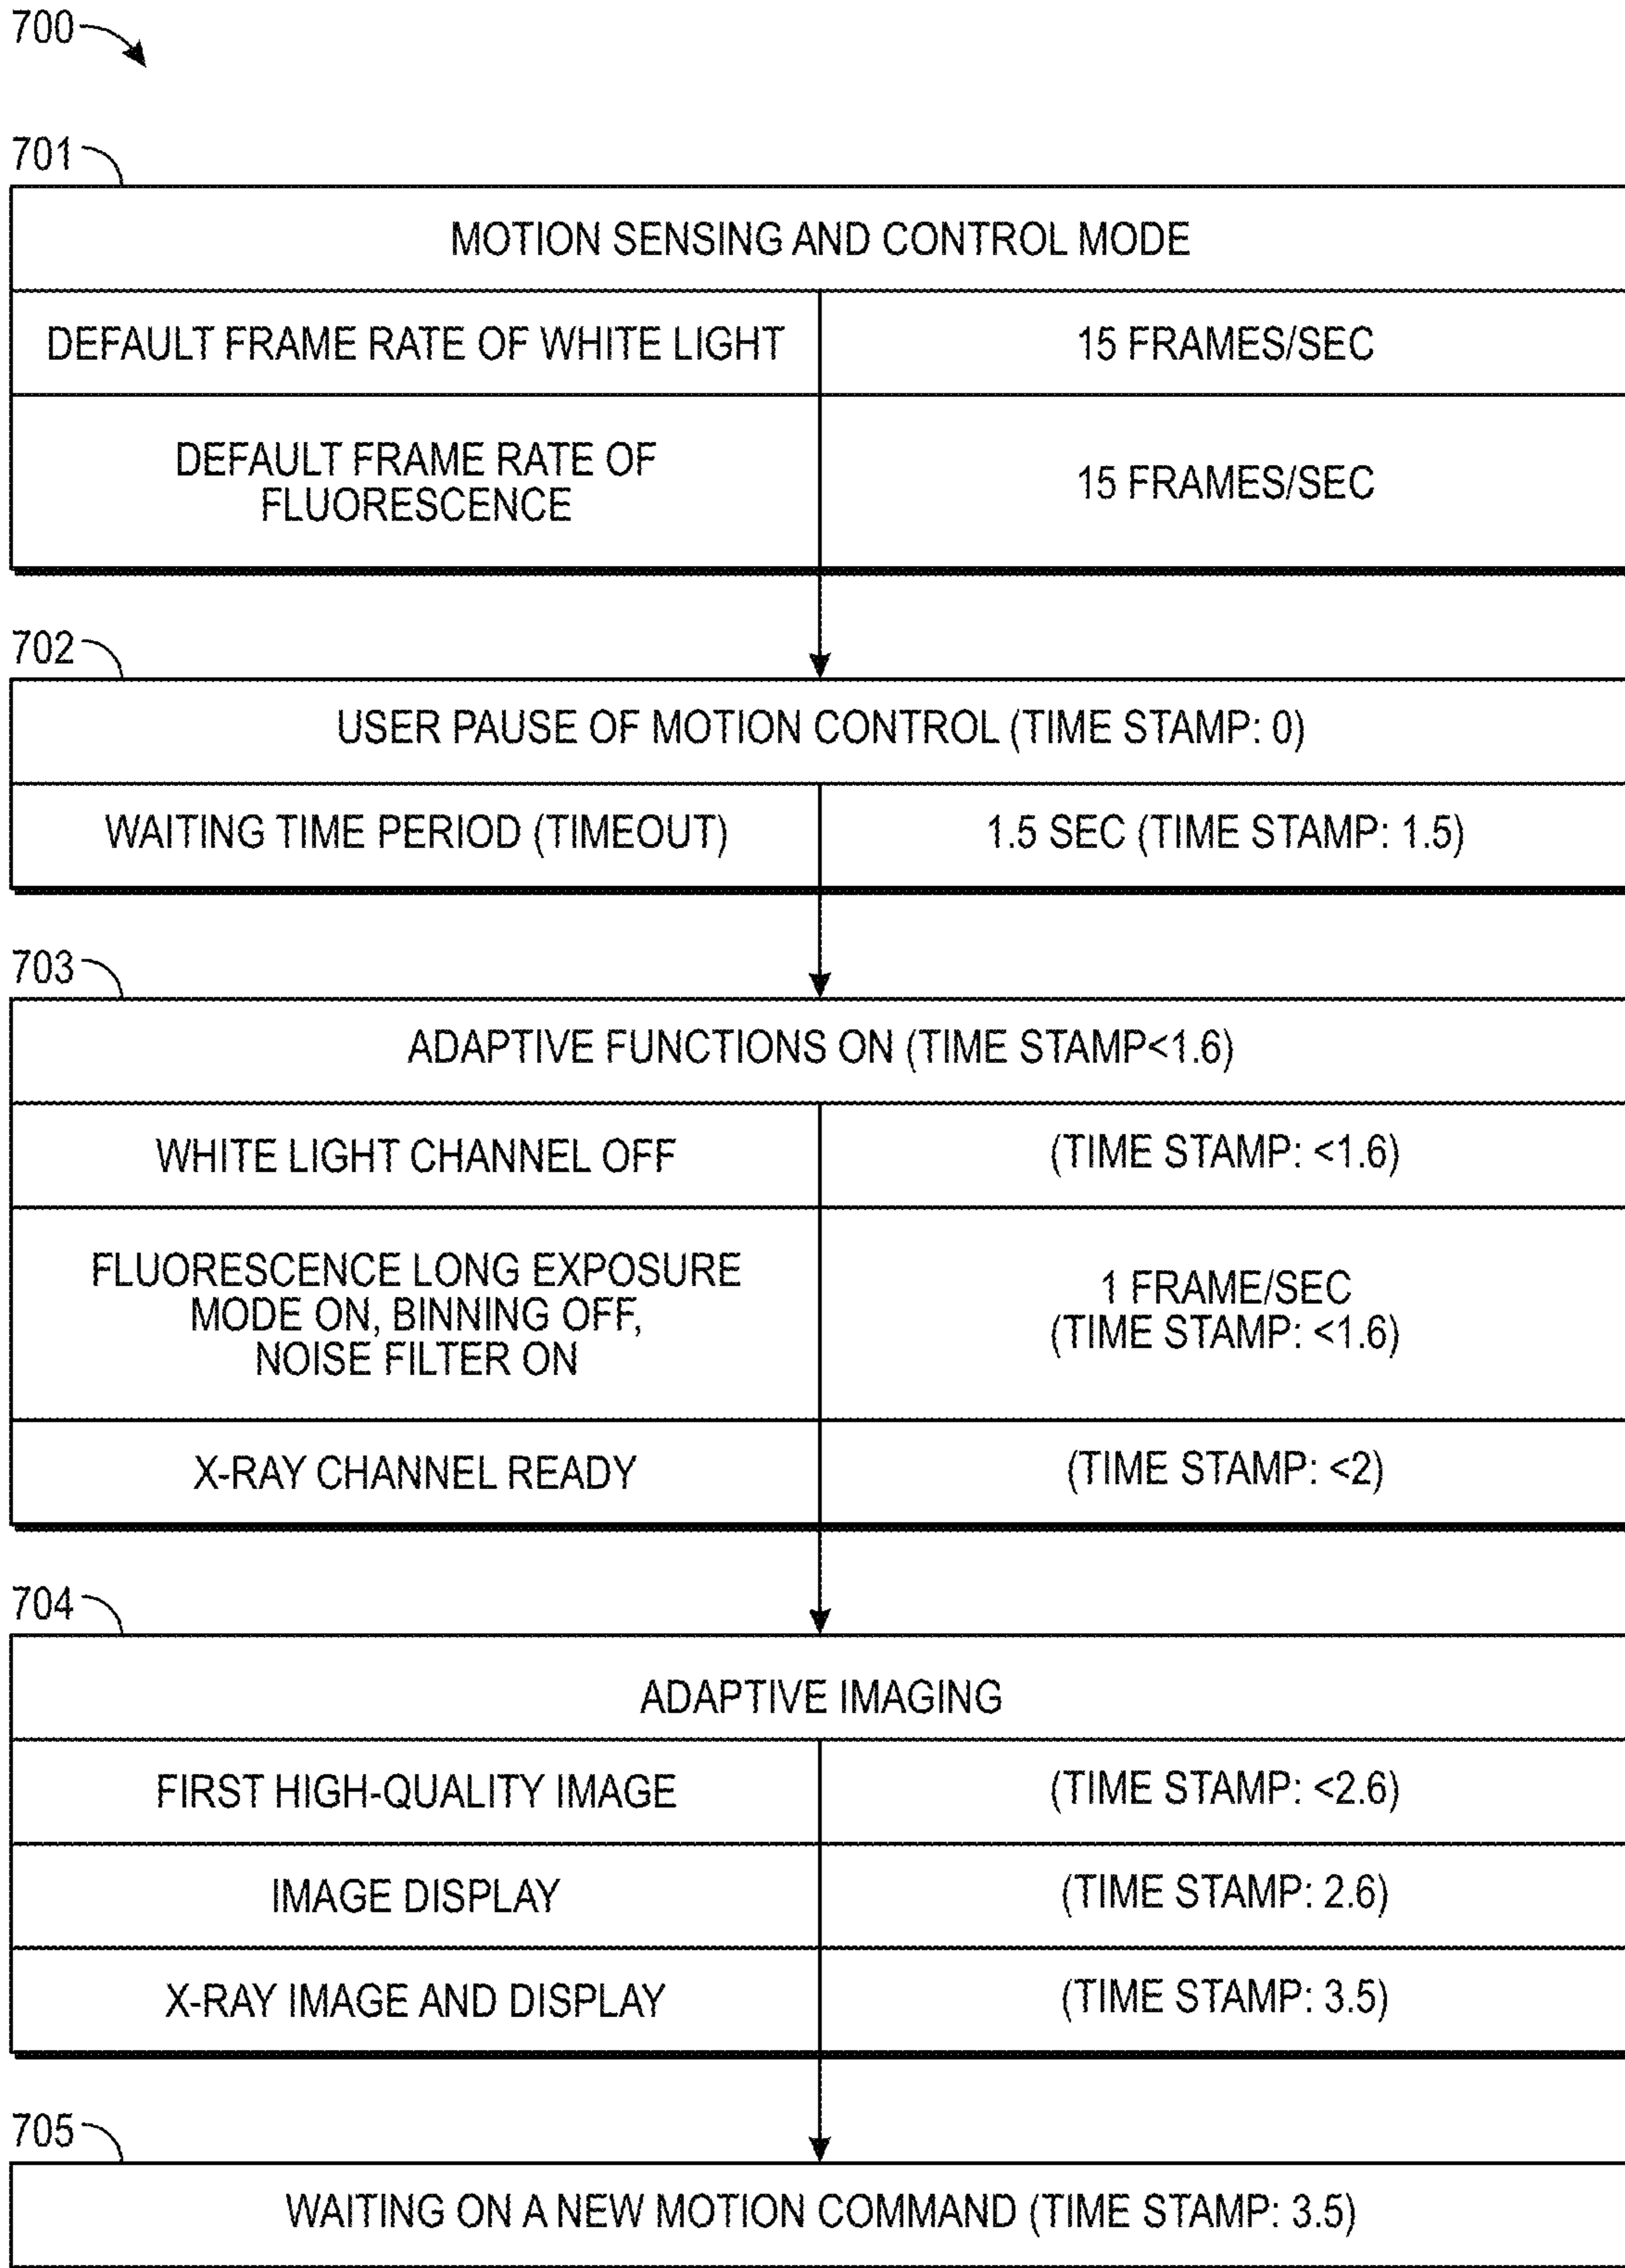 700
701
MOTION SENSING AND CONTROL MODE
DEFAULT FRAME RATE OF WHITE LIGHT
15 FRAMES/SEC
DEFAULT FRAME RATE OF
FLUORESCENCE
15 FRAMES/SEC
702
USER PAUSE OF MOTION CONTROL (TIME STAMP: 0)
WAITING TIME PERIOD (TIMEOUT)
1.5 SEC (TIME STAMP: 1.5)
703
ADAPTIVE FUNCTIONS ON (TIME STAMP<1.6)
WHITE LIGHT CHANNEL OFF
(TIME STAMP: <1.6)
FLUORESCENCE LONG EXPOSURE
MODE ON, BINNING OFF,
NOISE FILTER ON
1 FRAME/SEC
(TIME STAMP: <1.6)
X-RAY CHANNEL READY
(TIME STAMP: <2)
704
ADAPTIVE IMAGING
FIRST HIGH-QUALITY IMAGE
(TIME STAMP: <2.6)
IMAGE DISPLAY
(TIME STAMP: 2.6)
X-RAY IMAGE AND DISPLAY
(TIME STAMP: 3.5)
705
WAITING ON A NEW MOTION COMMAND (TIME STAMP: 3.5)